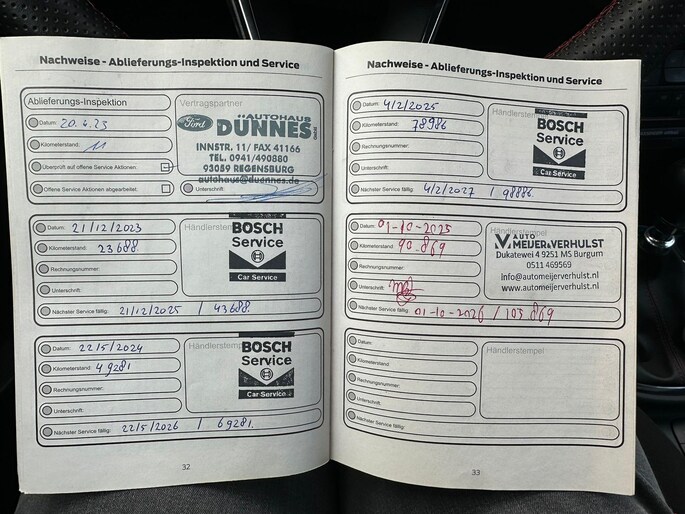 Nachweise - Ablieferungs-Inspektion und Service
Ablieferungs-Inspektion
Datum: 20.4.23
Kilometerstand: 11
Überprüft auf offene Service Aktionen:
Offene Service Aktionen abgearbeitet:
Vertragspartner
Ford
AUTOHAUS
DÜNNES
INNSTR. 11/ FAX 41166
TEL. 0941/490880
93059 REGENSBURG
autohaus@duennes.de
Unterschrift:
Datum: 21/12/2023
Kilometerstand: 23688
Rechnungsnummer:
Unterschrift:
Nächster Service fällig: 21/12/2025 / 43688.
Händlerstempel
BOSCH
Service
Car Service
Datum: 22/5/2024
Kilometerstand: 49281
Rechnungsnummer:
Unterschrift:
Nächster Service fällig: 22/5/2026 / 69281.
Händlerstempel
BOSCH
Service
Car Service
32
Nachweise - Ablieferungs-Inspektion und Service
Datum: 4/2/2025
Kilometerstand: 78986
Rechnungsnummer:
Unterschrift:
Nächster Service fällig: 4/2/2027 / 98886.
Händlerstempel
BOSCH
Service
Car Service
Datum: 01-10-2025
Kilometerstand: 90.869
Rechnungsnummer:
Unterschrift:
Nächster Service fällig: 01-10-2026 / 103.869
Händlerstempel
AUTO
MEIJER&VERHULST
Dukatewei 4 9251 MS Burgum
0511 469569
info@automeijerverhulst.nl
www.automeijerverhulst.nl
Datum:
Kilometerstand
Rechnungsnummer:
Unterschrift:
Nächster Service fällig:
Händlerstempel
33